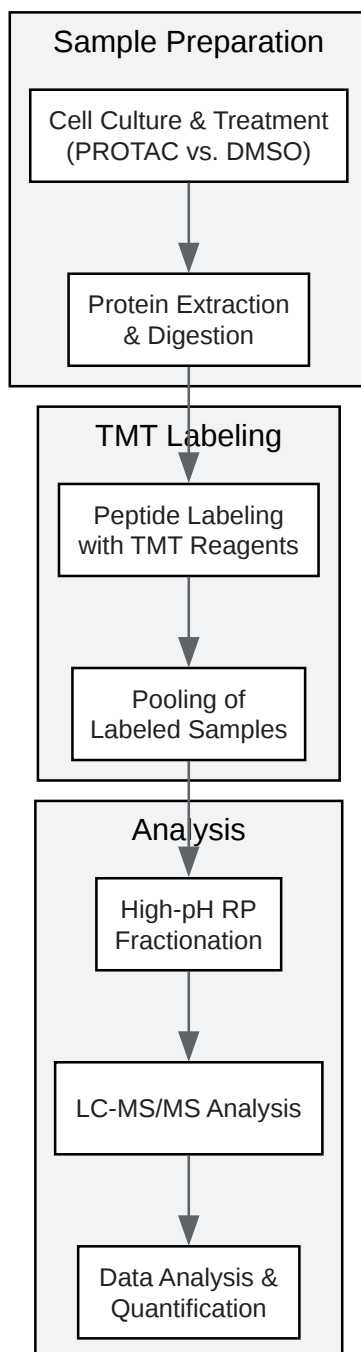 Sample Preparation
Cell Culture & Treatment
(PROTAC vs. DMSO)
Protein Extraction
& Digestion
TMT Labeling
Peptide Labeling
with TMT Reagents
Pooling of
Labeled Samples
Analysis
High-pH RP
Fractionation
LC-MS/MS Analysis
Data Analysis &
Quantification